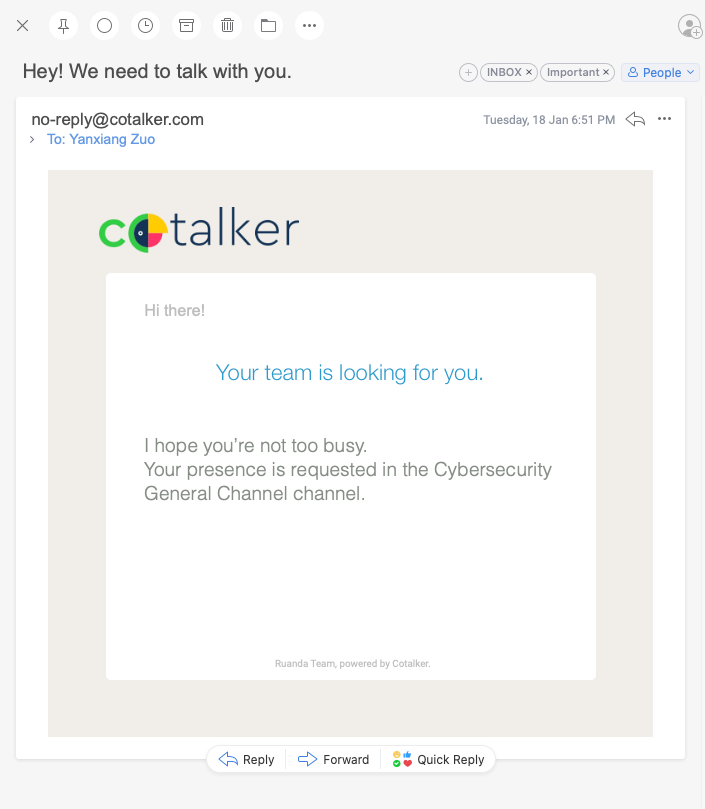 Hey! We need to talk with you.
INBOX × Important × People
no-reply@cotalker.com
Tuesday, 18 Jan 6:51 PM
To: Yanxiang Zuo
cotalker
Hi there!
Your team is looking for you.
I hope you’re not too busy.
Your presence is requested in the Cybersecurity
General Channel channel.
Ruanda Team, powered by Cotalker.
Reply Forward Quick Reply